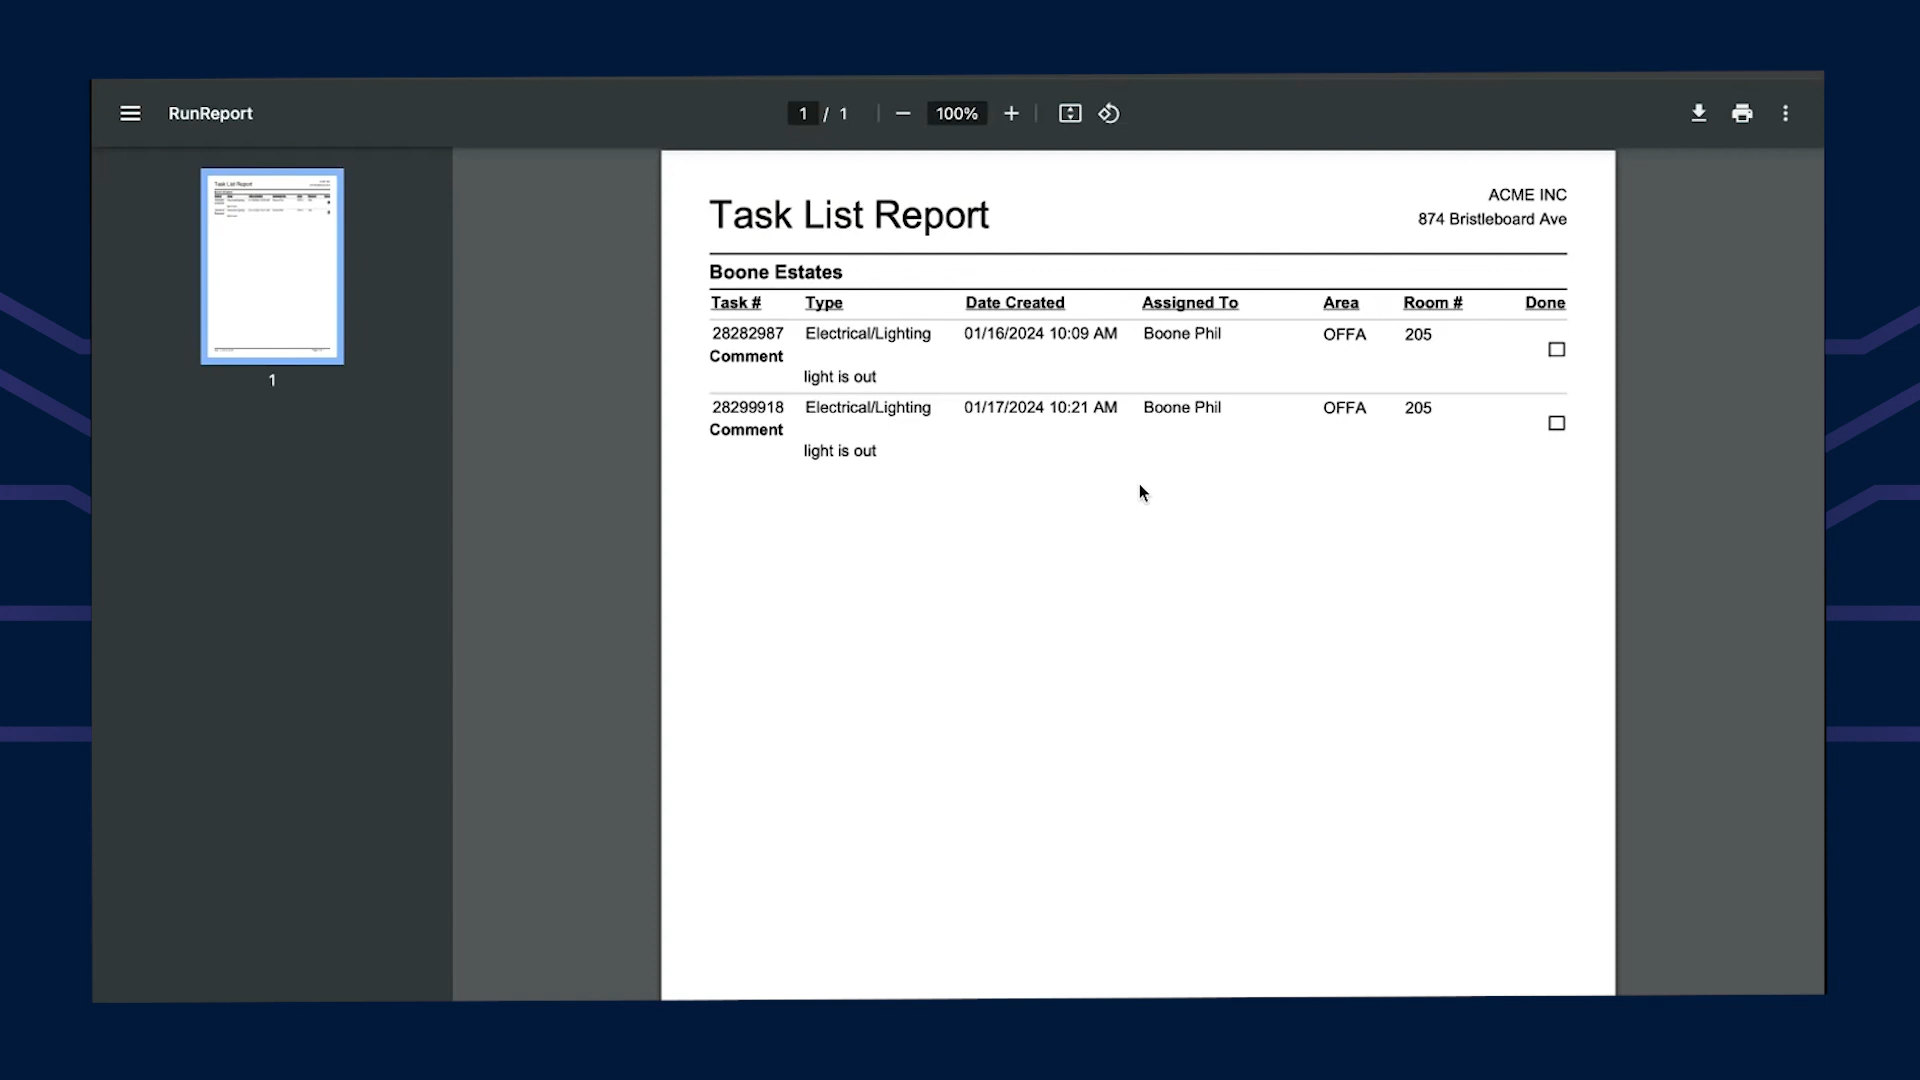 RunReport
1 / 1
100%
1
Task List Report
ACME INC
874 Bristleboard Ave
Boone Estates
Task # Type Date Created Assigned To Area Room # Done
28282987 Electrical/Lighting 01/16/2024 10:09 AM Boone Phil OFFA 205
Comment
light is out
28299918 Electrical/Lighting 01/17/2024 10:21 AM Boone Phil OFFA 205
Comment
light is out